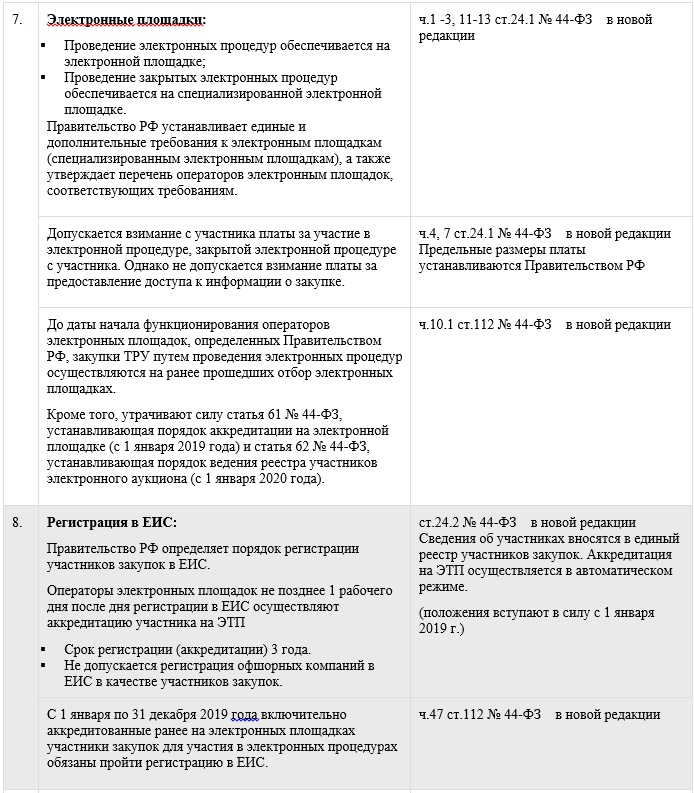 7.
Электронные площадки:
▪ Проведение электронных процедур обеспечивается на
электронной площадке;
▪ Проведение закрытых электронных процедур
обеспечивается на специализированной электронной
площадке.
Правительство РФ устанавливает единые и
дополнительные требования к электронным площадкам
(специализированным электронным площадкам), а также
утверждает перечень операторов электронным площадок,
соответствующих требованиям.
ч.1 -3, 11-13 ст.24.1 № 44-ФЗ в новой
редакции
Допускается взимание с участника платы за участие в
электронной процедуре, закрытой электронной процедуре
с участника. Однако не допускается взимание платы за
предоставление доступа к информации о закупке.
ч.4, 7 ст.24.1 № 44-ФЗ в новой редакции
Предельные размеры платы
устанавливаются Правительством РФ
До даты начала функционирования операторов
электронных площадок, определенных Правительством
РФ, закупки ТРУ путем проведения электронных процедур
осуществляются на ранее прошедших отбор электронных
площадках.
Кроме того, утрачивают силу статья 61 № 44-ФЗ,
устанавливающая порядок аккредитации на электронной
площадке (с 1 января 2019 года) и статья 62 № 44-ФЗ,
устанавливающая порядок ведения реестра участников
электронного аукциона (с 1 января 2020 года).
ч.10.1 ст.112 № 44-ФЗ в новой редакции
8.
Регистрация в ЕИС:
Правительство РФ определяет порядок регистрации
участников закупок в ЕИС.
Операторы электронных площадок не позднее 1 рабочего
дня после дня регистрации в ЕИС осуществляют
аккредитацию участника на ЭТП
▪ Срок регистрации (аккредитации) 3 года.
▪ Не допускается регистрация офшорных компаний в
ЕИС в качестве участников закупок.
ст.24.2 № 44-ФЗ в новой редакции
Сведения об участниках вносятся в единый
реестр участников закупок. Аккредитация
на ЭТП осуществляется в автоматическом
режиме.
(положения вступают в силу с 1 января
2019 г.)
С 1 января по 31 декабря 2019 года включительно
аккредитованные ранее на электронных площадках
участники закупок для участия в электронных процедурах
обязаны пройти регистрацию в ЕИС.
ч.47 ст.112 № 44-ФЗ в новой редакции